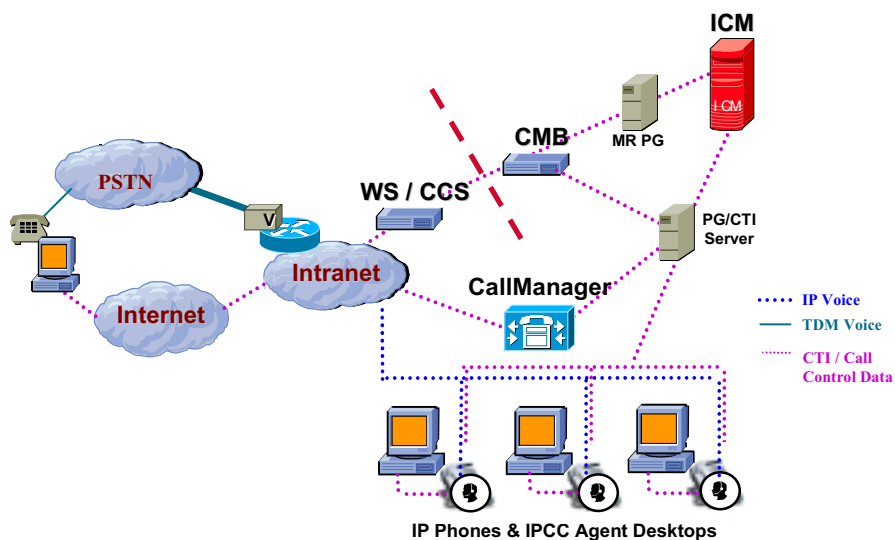 ICM
I CM
CMB
MR PG
PSTN
WS / CCS
V
PG/CTI
Server
Intranet
CallManager
Internet
IP Voice
TDM Voice
CTI / Call
Control Data
IP Phones & IPCC Agent Desktops